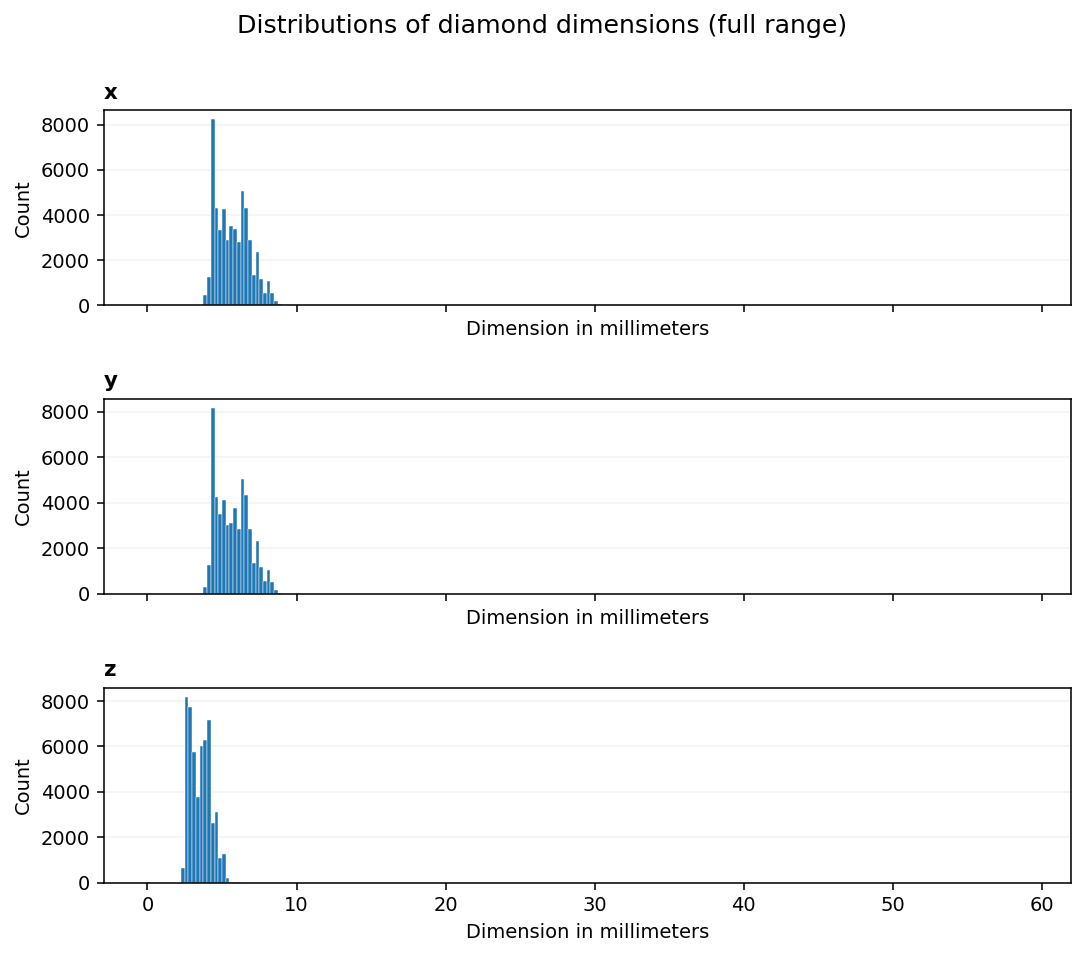 Distributions of diamond dimensions (full range)
x
8000
6000
4000
2000
0
Count
Dimension in millimeters
y
8000
6000
4000
2000
0
Count
Dimension in millimeters
z
8000
6000
4000
2000
0
Count
0 10 20 30 40 50 60
Dimension in millimeters